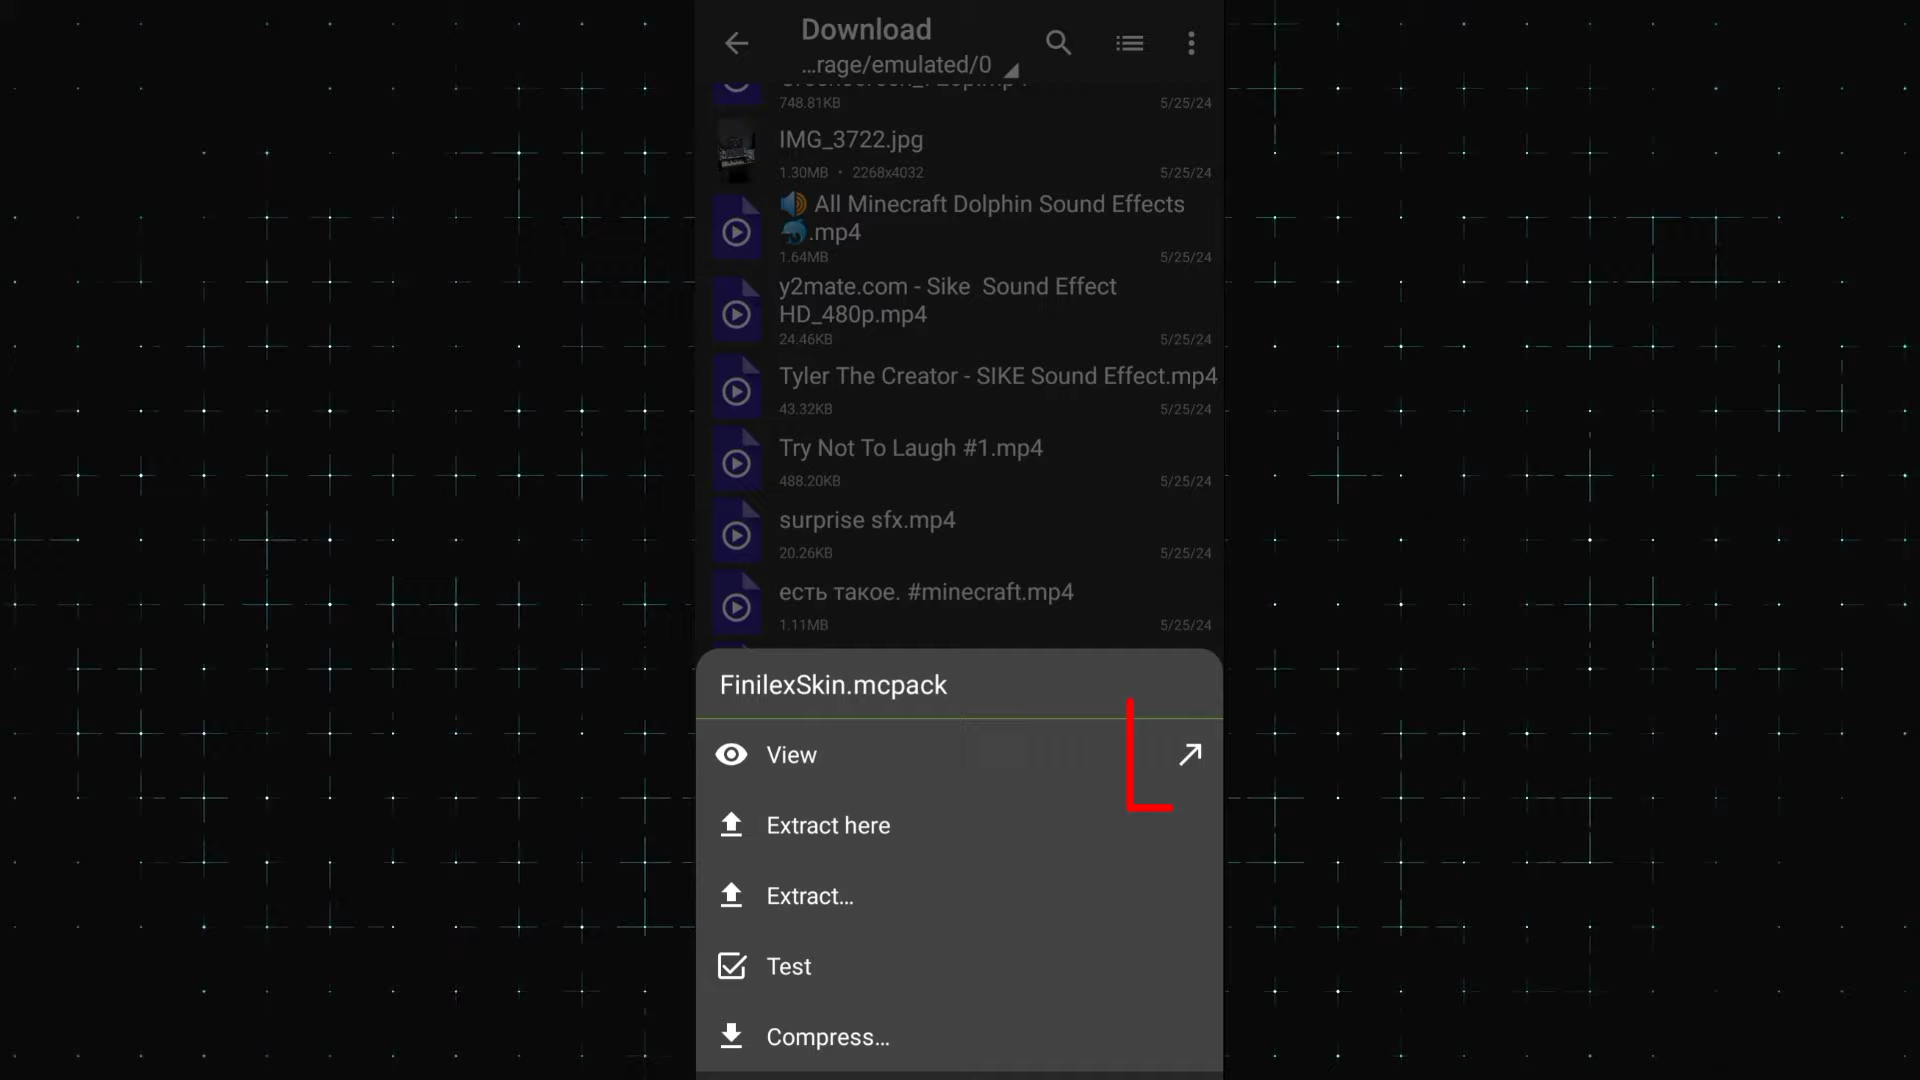 Download
…rage/emulated/0
748.81KB 5/25/24
IMG_3722.jpg
1.30MB • 2268x4032 5/25/24
🔊 All Minecraft Dolphin Sound Effects
🐬.mp4
1.64MB 5/25/24
y2mate.com - Sike  Sound Effect
HD_480p.mp4
24.46KB 5/25/24
Tyler The Creator - SIKE Sound Effect.mp4
43.32KB 5/25/24
Try Not To Laugh #1.mp4
488.20KB 5/25/24
surprise sfx.mp4
20.26KB 5/25/24
есть такое. #minecraft.mp4
1.11MB 5/25/24
FinilexSkin.mcpack
View
Extract here
Extract…
Test
Compress…